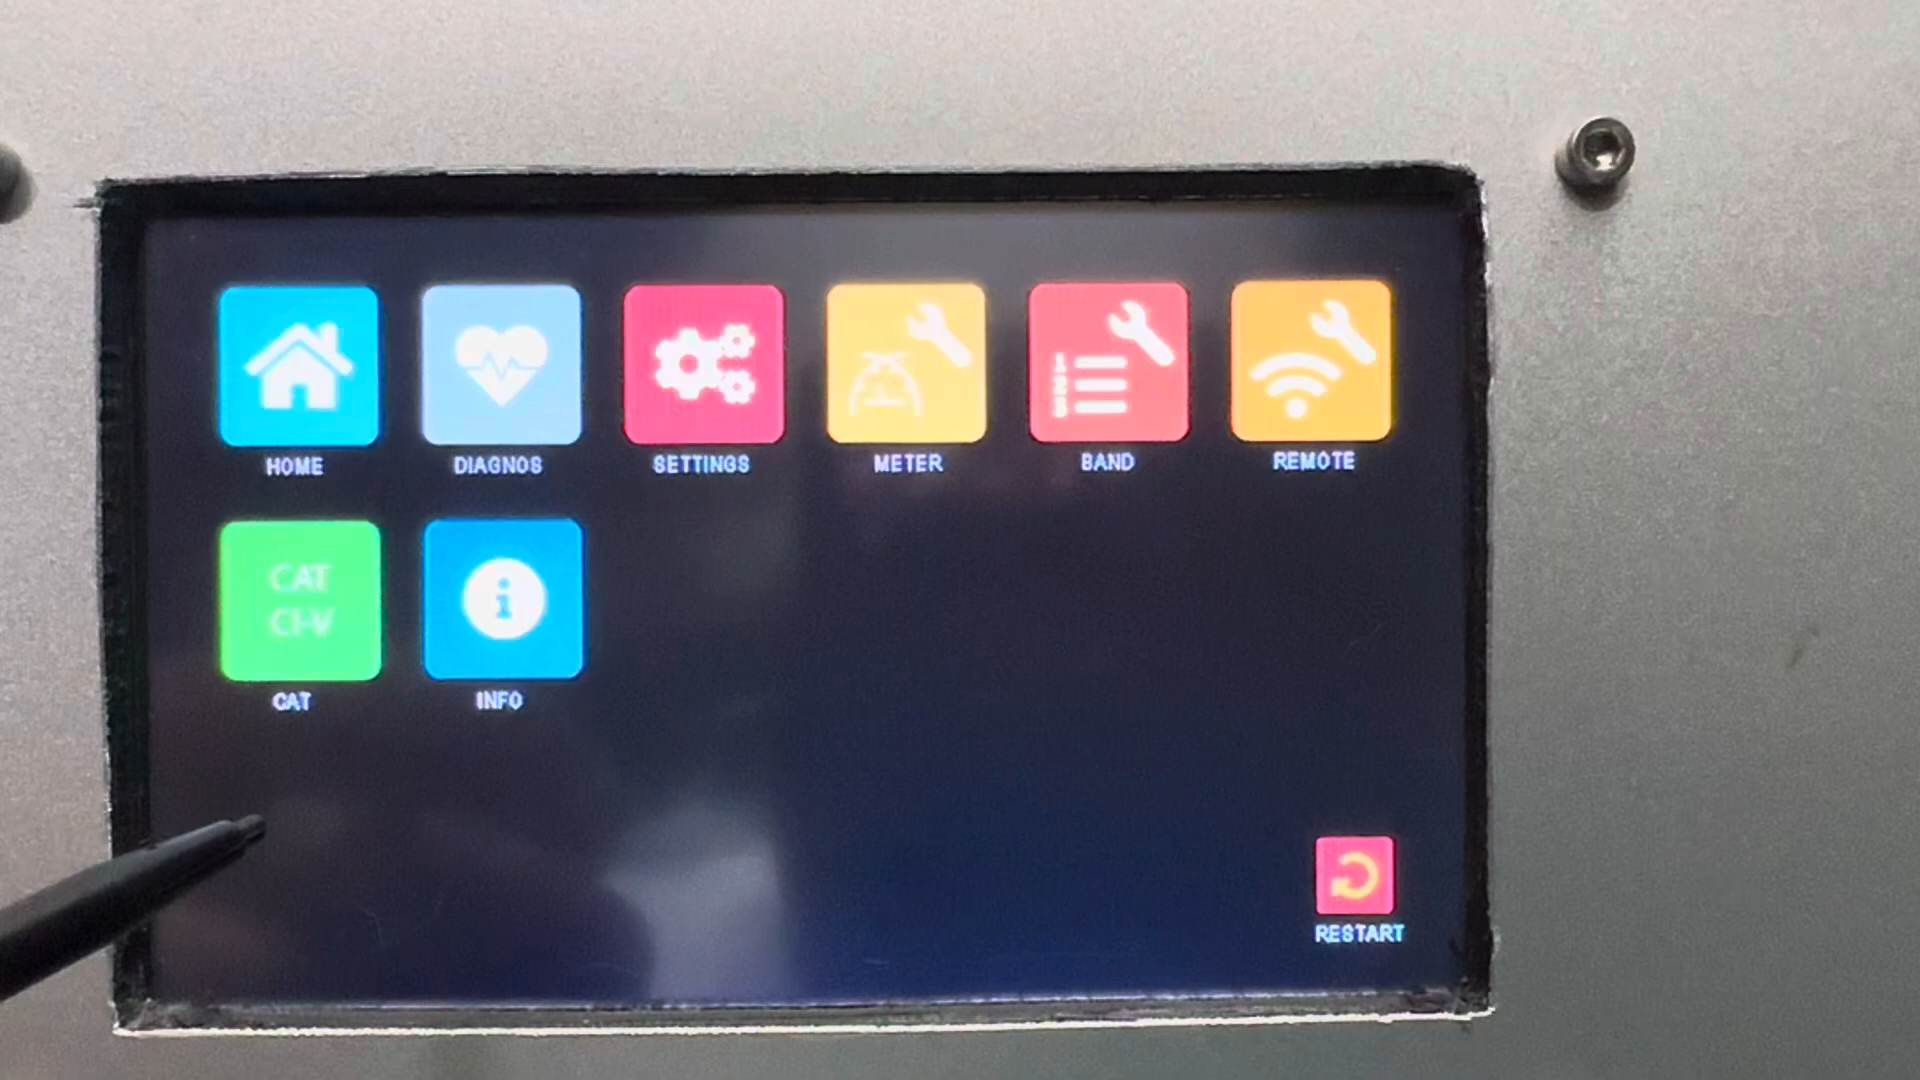 HOME DIAGNOS SETTINGS METER BAND REMOTE
CAT
CI-V
CAT INFO
RESTART